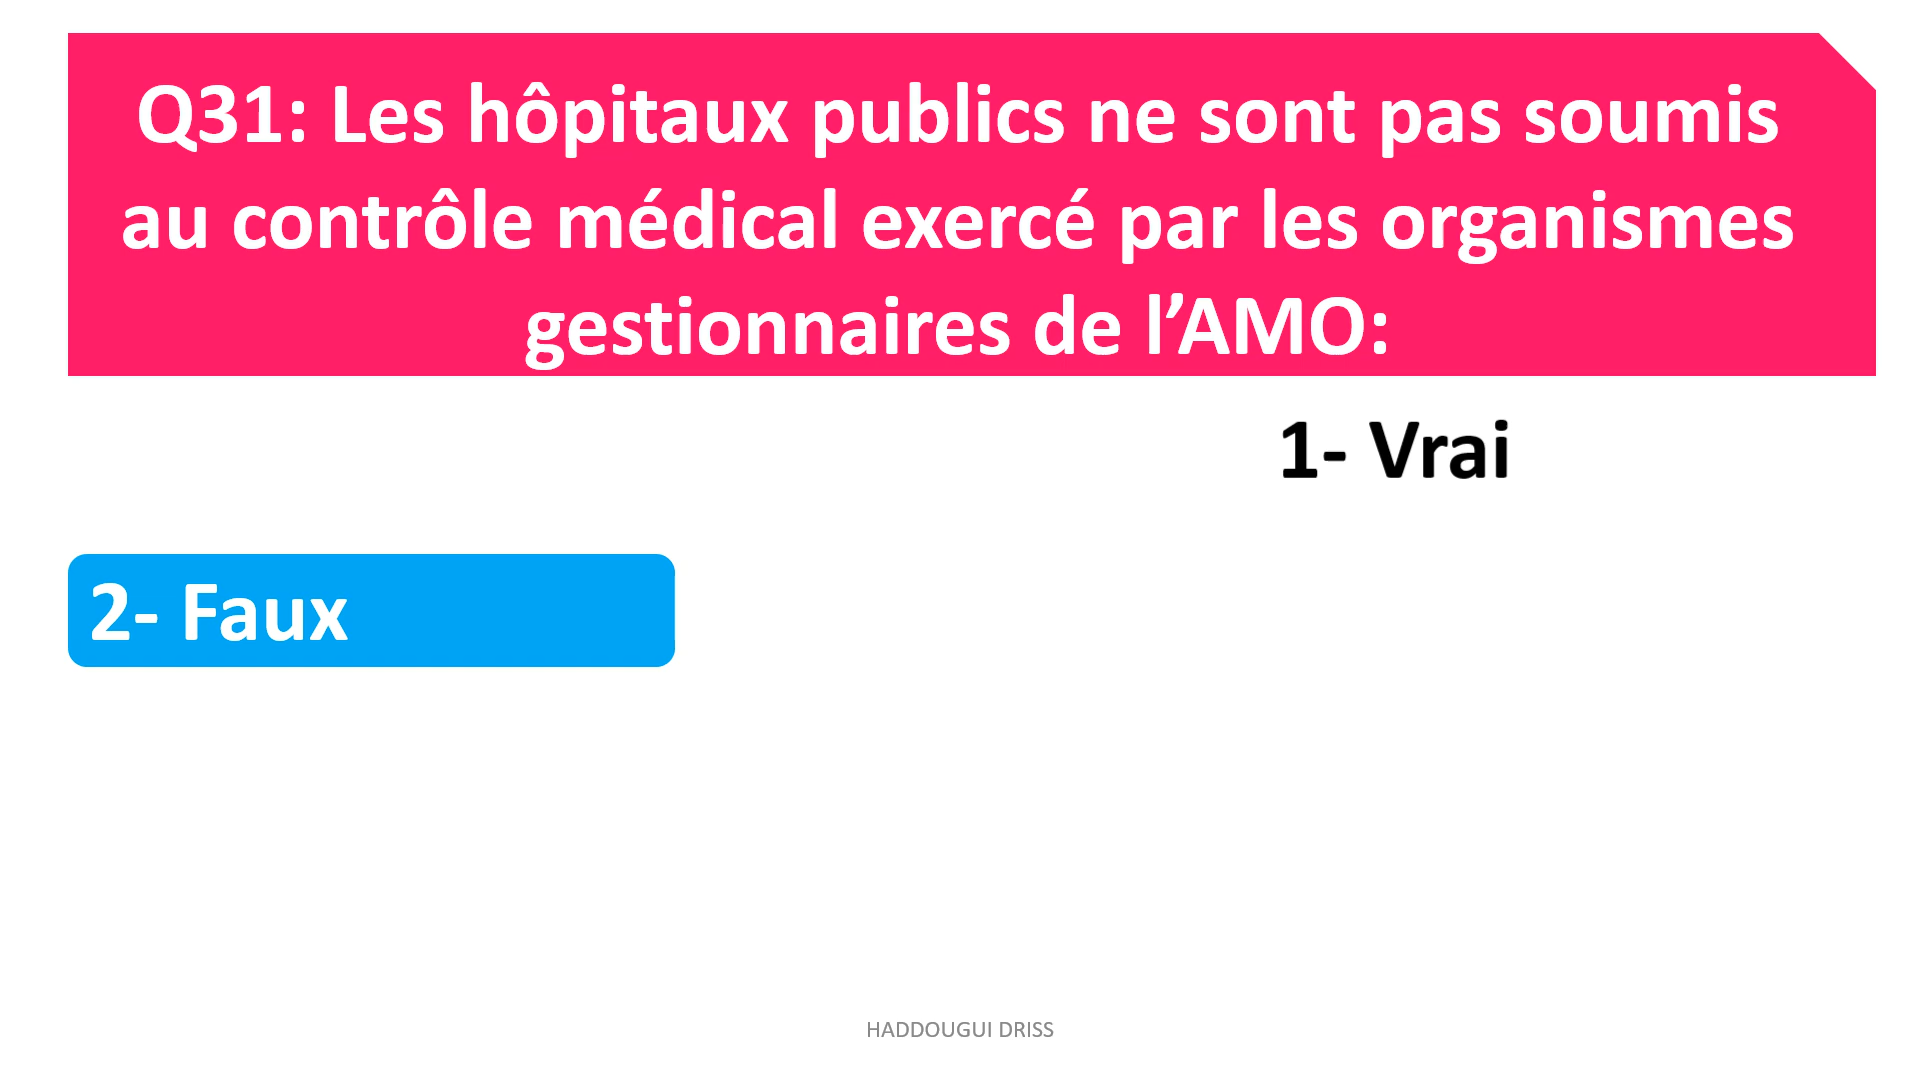 Q31: Les hôpitaux publics ne sont pas soumis
au contrôle médical exercé par les organismes
gestionnaires de l’AMO:
1- Vrai
2- Faux
HADDOUGUI DRISS